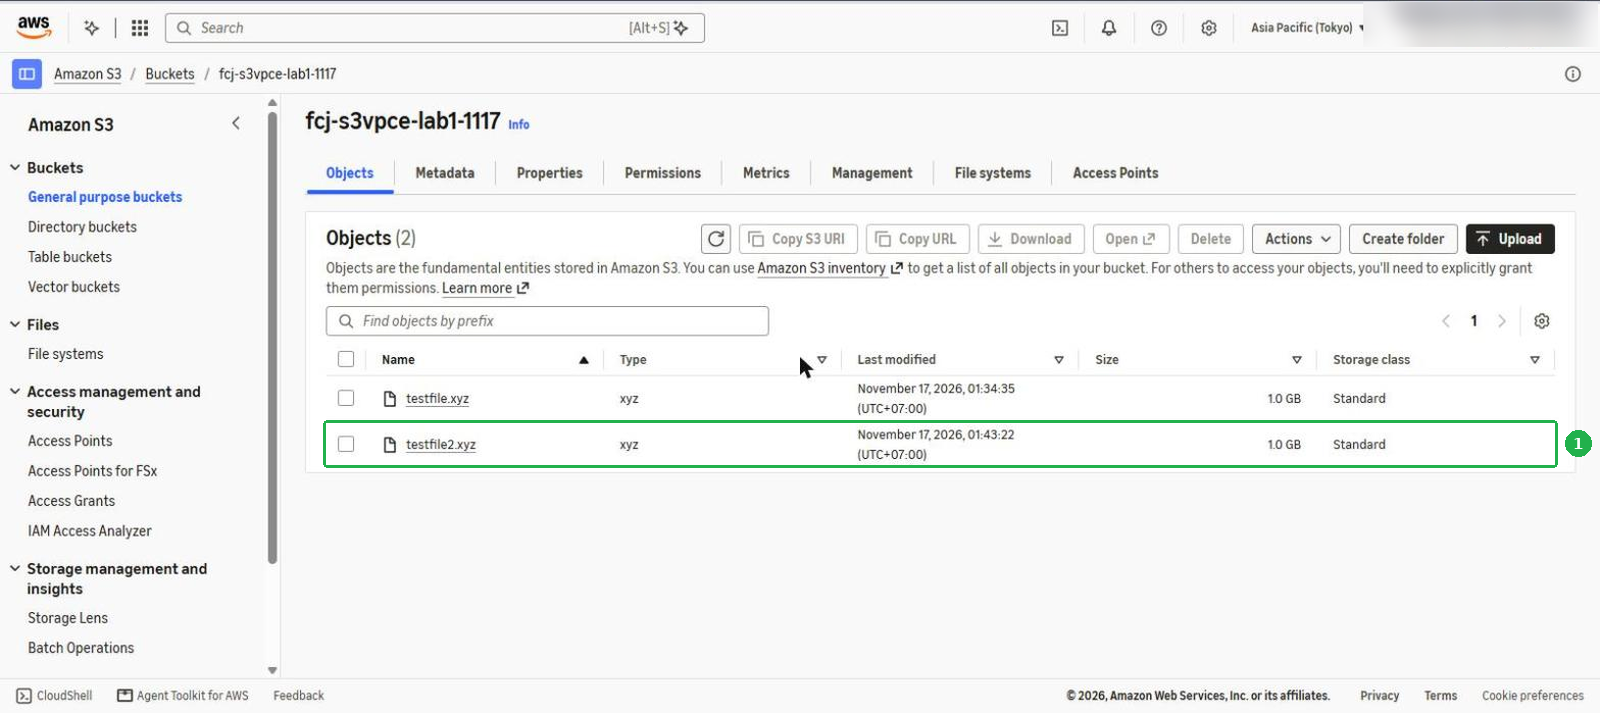 aws
Search [Alt+S]
Asia Pacific (Tokyo)
Amazon S3 / Buckets / fcj-s3vpce-lab1-1117
Amazon S3
Buckets
General purpose buckets
Directory buckets
Table buckets
Vector buckets
Files
File systems
Access management and
security
Access Points
Access Points for FSx
Access Grants
IAM Access Analyzer
Storage management and
insights
Storage Lens
Batch Operations
fcj-s3vpce-lab1-1117 Info
Objects Metadata Properties Permissions Metrics Management File systems Access Points
Objects (2)
Copy S3 URI Copy URL Download Open Delete Actions Create folder Upload
Objects are the fundamental entities stored in Amazon S3. You can use Amazon S3 inventory to get a list of all objects in your bucket. For others to access your objects, you'll need to explicitly grant
them permissions. Learn more
Find objects by prefix
1
Name Type Last modified Size Storage class
testfile.xyz xyz November 17, 2026, 01:34:35 1.0 GB Standard
(UTC+07:00)
testfile2.xyz xyz November 17, 2026, 01:43:22 1.0 GB Standard
(UTC+07:00)
1
CloudShell Agent Toolkit for AWS Feedback
© 2026, Amazon Web Services, Inc. or its affiliates. Privacy Terms Cookie preferences